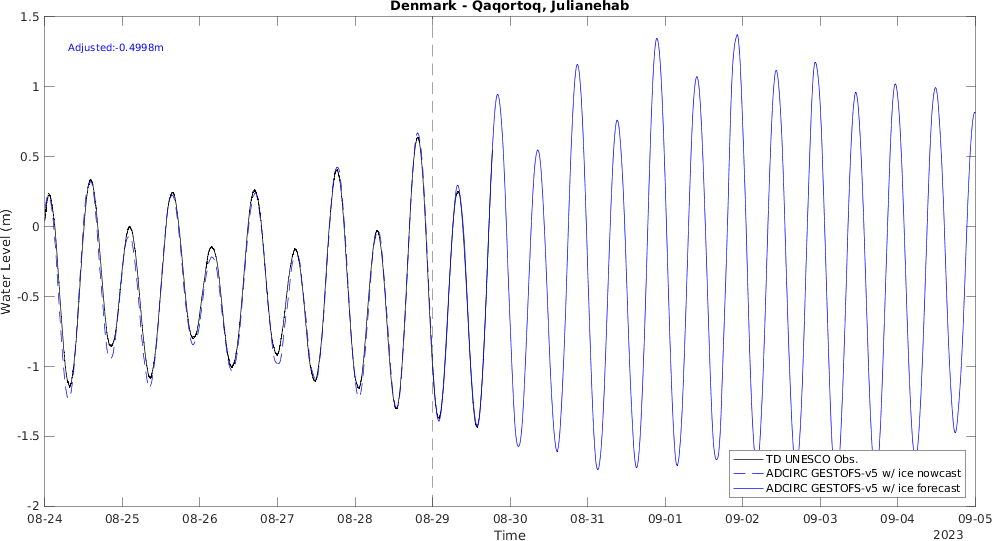 Denmark - Qaqortoq, Julianehab
Adjusted:-0.4998m
1.5
1
0.5
0
-0.5
-1
-1.5
-2
Water Level (m)
TD UNESCO Obs.
ADCIRC GESTOFS-v5 w/ ice nowcast
ADCIRC GESTOFS-v5 w/ ice forecast
08-24 08-25 08-26 08-27 08-28 08-29 08-30 08-31 09-01 09-02 09-03 09-04 09-05
Time
2023